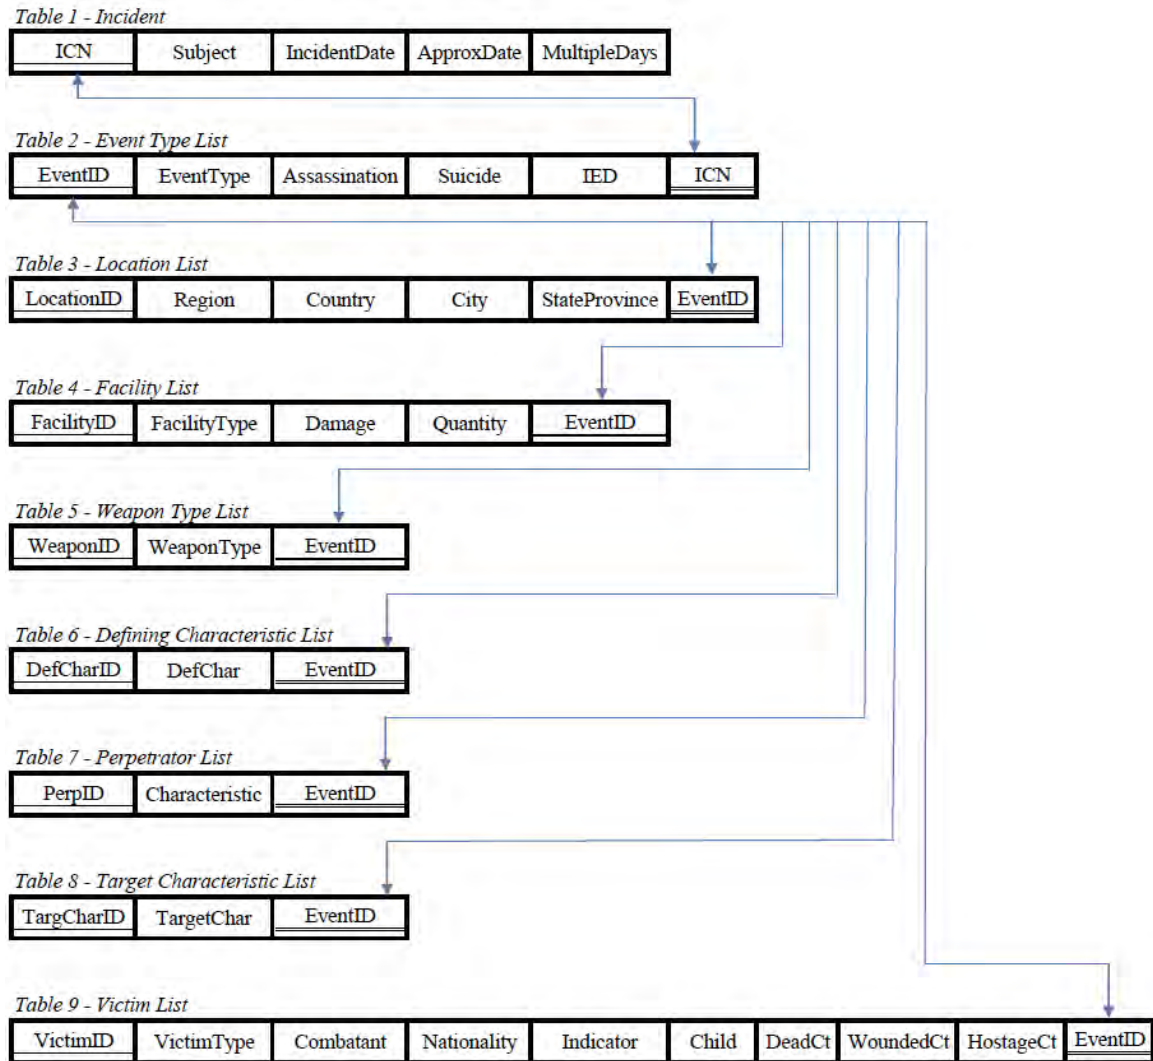 Table 1 - Incident
ICN Subject IncidentDate ApproxDate MultipleDays
Table 2 - Event Type List
EventID EventType Assassination Suicide IED ICN
Table 3 - Location List
LocationID Region Country City StateProvince EventID
Table 4 - Facility List
FacilityID FacilityType Damage Quantity EventID
Table 5 - Weapon Type List
WeaponID WeaponType EventID
Table 6 - Defining Characteristic List
DefCharID DefChar EventID
Table 7 - Perpetrator List
PerpID Characteristic EventID
Table 8 - Target Characteristic List
TargCharID TargetChar EventID
Table 9 - Victim List
VictimID VictimType Combatant Nationality Indicator Child DeadCt WoundedCt HostageCt EventID